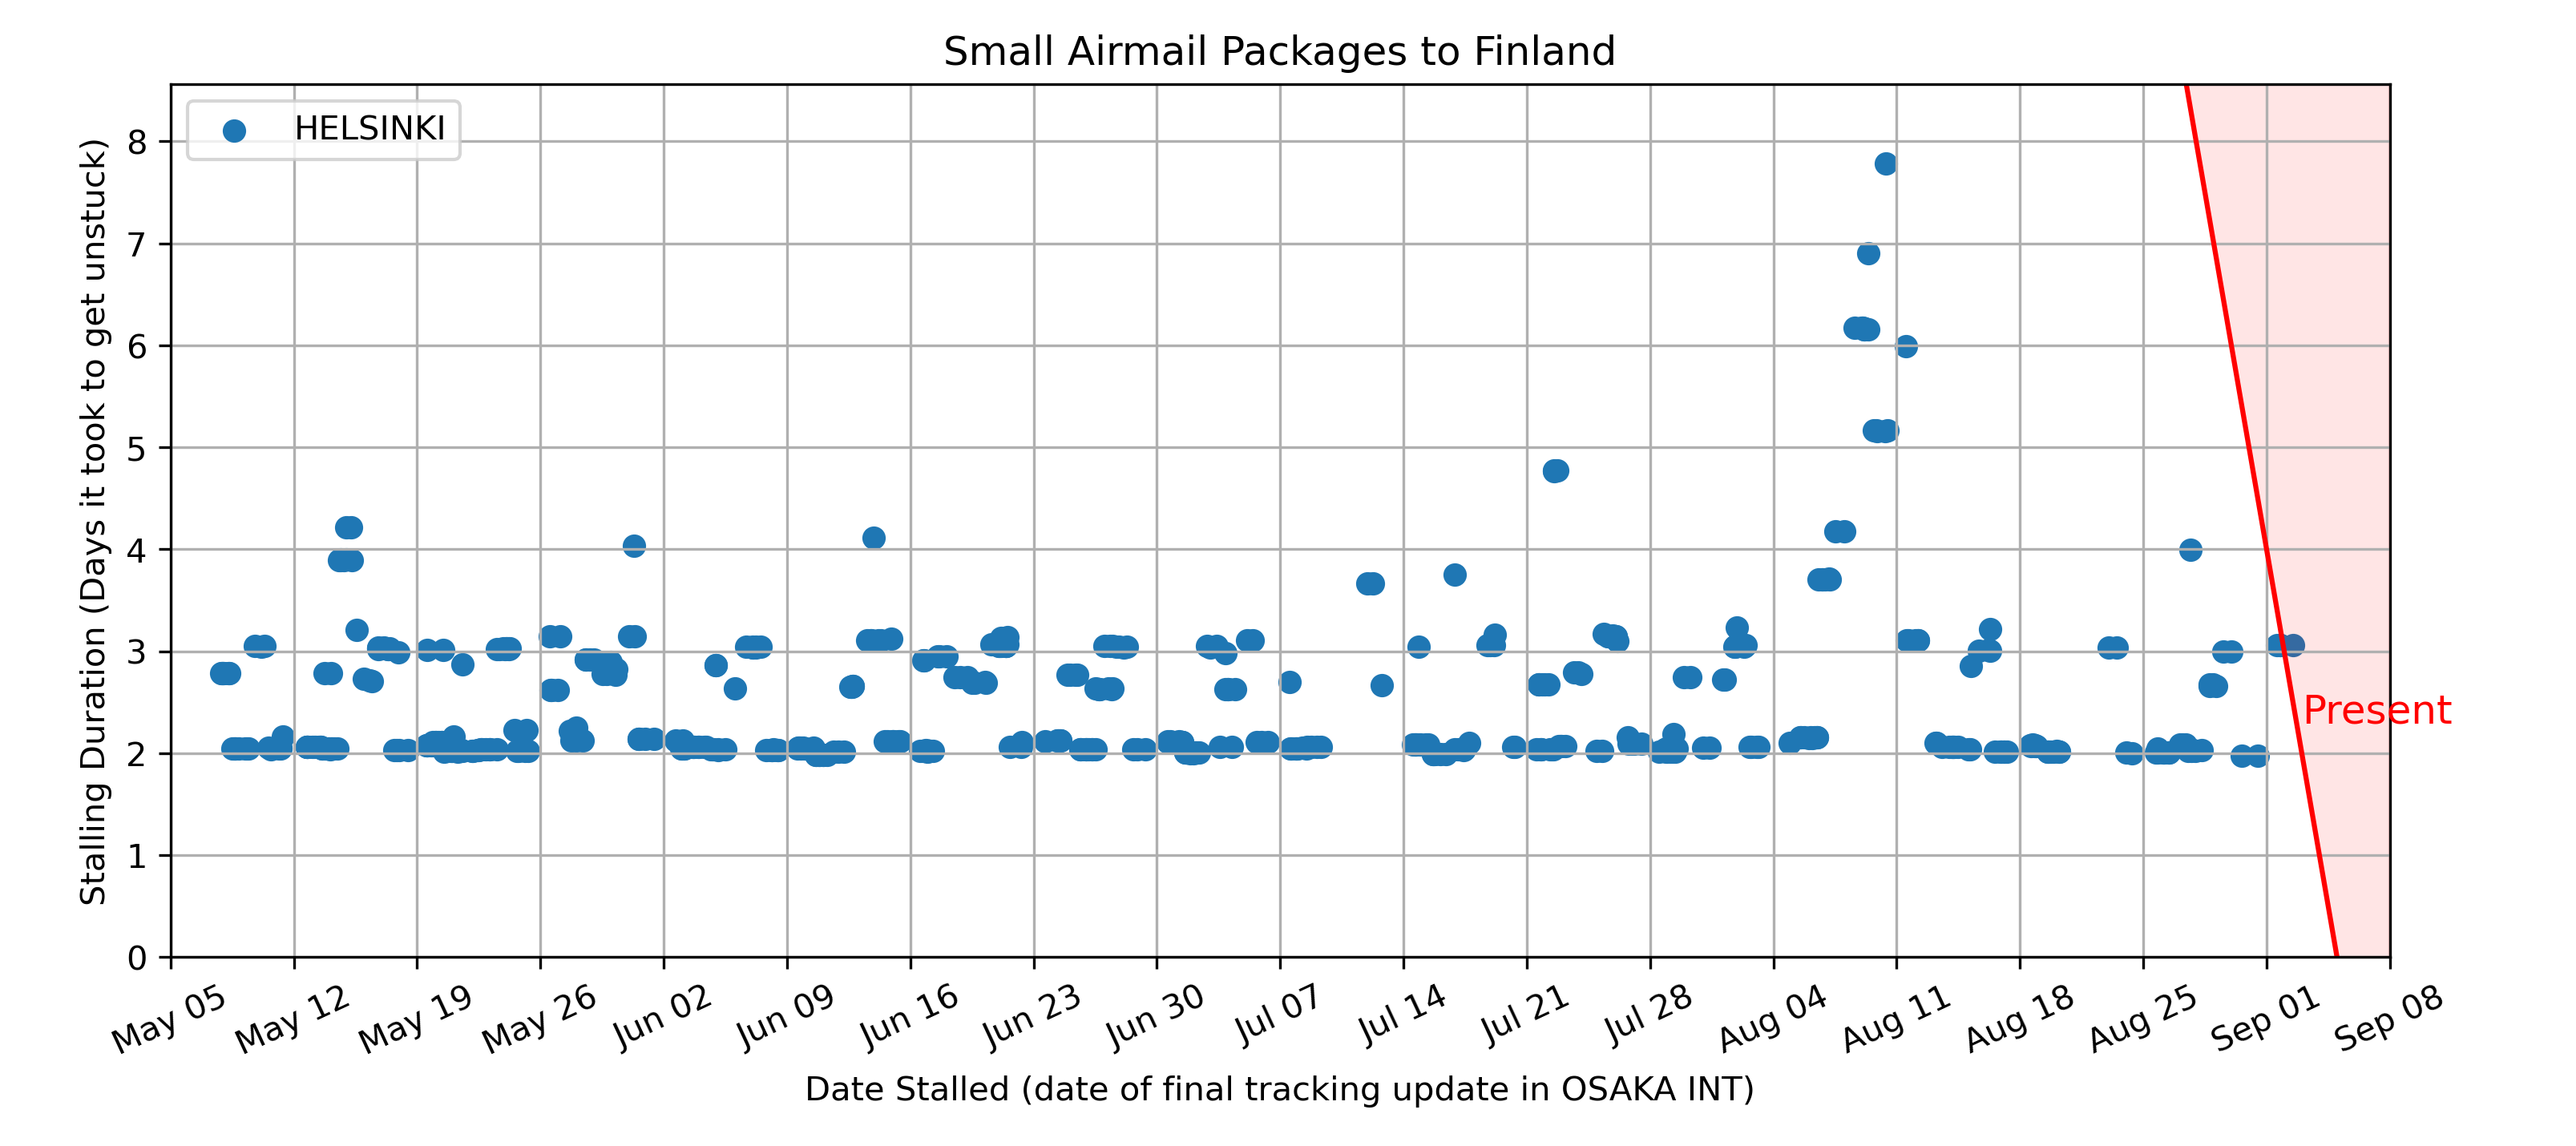 Small Airmail Packages to Finland
HELSINKI
Stalling Duration (Days it took to get unstuck)
8
7
6
5
4
3
2
1
0
Present
May 05
May 12
May 19
May 26
Jun 02
Jun 09
Jun 16
Jun 23
Jun 30
Jul 07
Jul 14
Jul 21
Jul 28
Aug 04
Aug 11
Aug 18
Aug 25
Sep 01
Sep 08
Date Stalled (date of final tracking update in OSAKA INT)